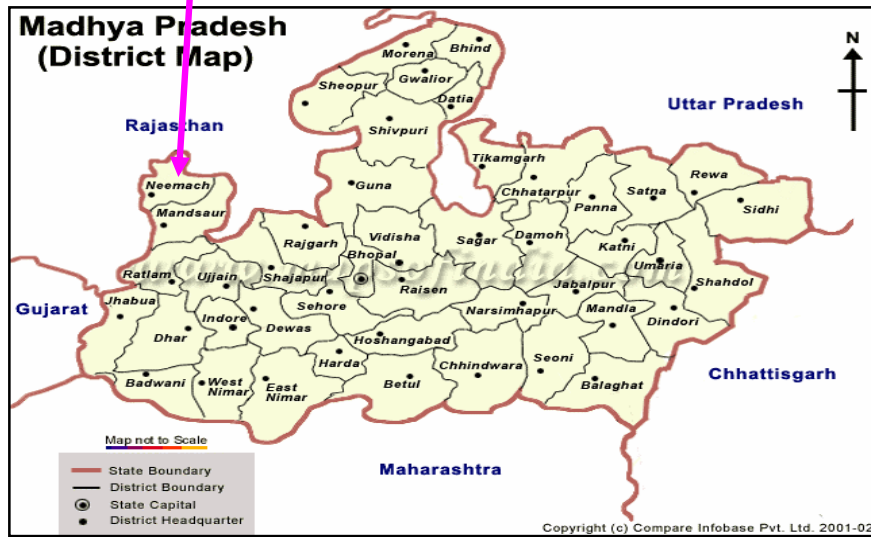 Madhya Pradesh
(District Map)
N
Uttar Pradesh
Rajasthan
Gujarat
Chhattisgarh
Maharashtra
Bhind
Morena
Gwalior
Sheopur
Datia
Shivpuri
Tikamgarh
Chhatarpur
Rewa
Satna
Panna
Sidhi
Neemach
Guna
Mandsaur
Rajgarh
Vidisha
Sagar
Damoh
Katni
Bhopal
Umaria
Ratlam
Ujjain
Shajapur
Raisen
Jabalpur
Shahdol
Jhabua
Sehore
Narsimhapur
Mandla
Dindori
Indore
Dewas
Dhar
Hoshangabad
Harda
Chhindwara
Seoni
Balaghat
Badwani
West
Nimar
East
Nimar
Betul
Map not to Scale
State Boundary
District Boundary
State Capital
District Headquarter
Copyright (c) Compare Infobase Pvt. Ltd. 2001-02